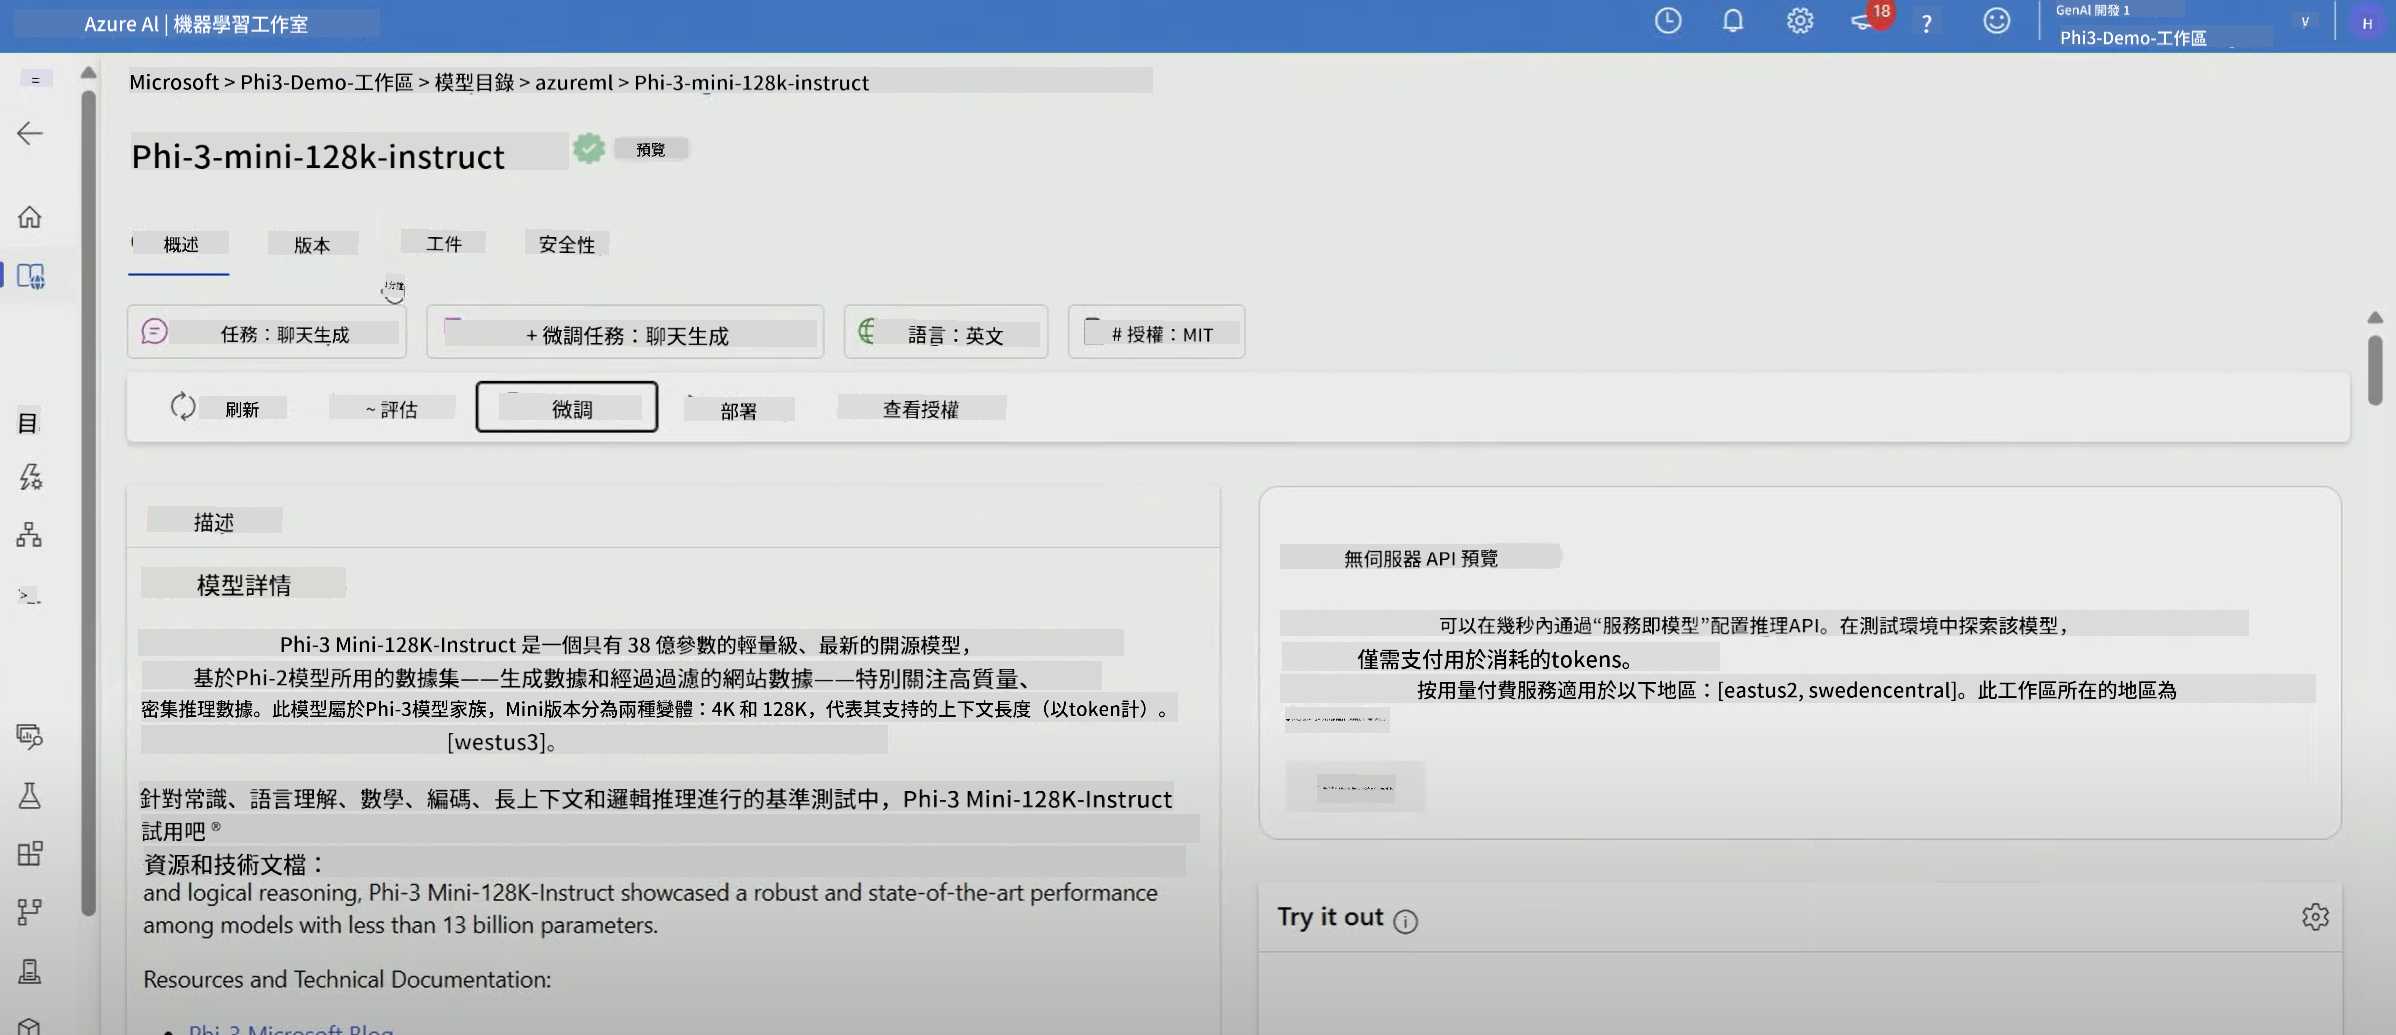 Azure AI | 機器學習工作室
18
?
GenAI 開發 1
Phi3-Demo-工作區
V
H
Microsoft > Phi3-Demo-工作區 > 模型目錄 > azureml > Phi-3-mini-128k-instruct
Phi-3-mini-128k-instruct
預覽
概述 版本 工件 安全性
任務：聊天生成
+ 微調任務：聊天生成
語言：英文
# 授權：MIT
刷新 ~ 評估 微調 部署 查看授權
目
>_
描述
模型詳情
Phi-3 Mini-128K-Instruct 是一個具有 38 億參數的輕量級、最新的開源模型，
基於Phi-2模型所用的數據集——生成數據和經過過濾的網站數據——特別關注高質量、
密集推理數據。此模型屬於Phi-3模型家族，Mini版本分為兩種變體：4K 和 128K，代表其支持的上下文長度（以token計）。
[westus3]。
針對常識、語言理解、數學、編碼、長上下文和邏輯推理進行的基準測試中，Phi-3 Mini-128K-Instruct
試用吧 ®
資源和技術文檔：
and logical reasoning, Phi-3 Mini-128K-Instruct showcased a robust and state-of-the-art performance
among models with less than 13 billion parameters.
Resources and Technical Documentation:
Phi-3 Microsoft Blog
無伺服器 API 預覽
可以在幾秒內通過“服務即模型”配置推理API。在測試環境中探索該模型，
僅需支付用於消耗的tokens。
按用量付費服務適用於以下地區：[eastus2, swedencentral]。此工作區所在的地區為
Try it out